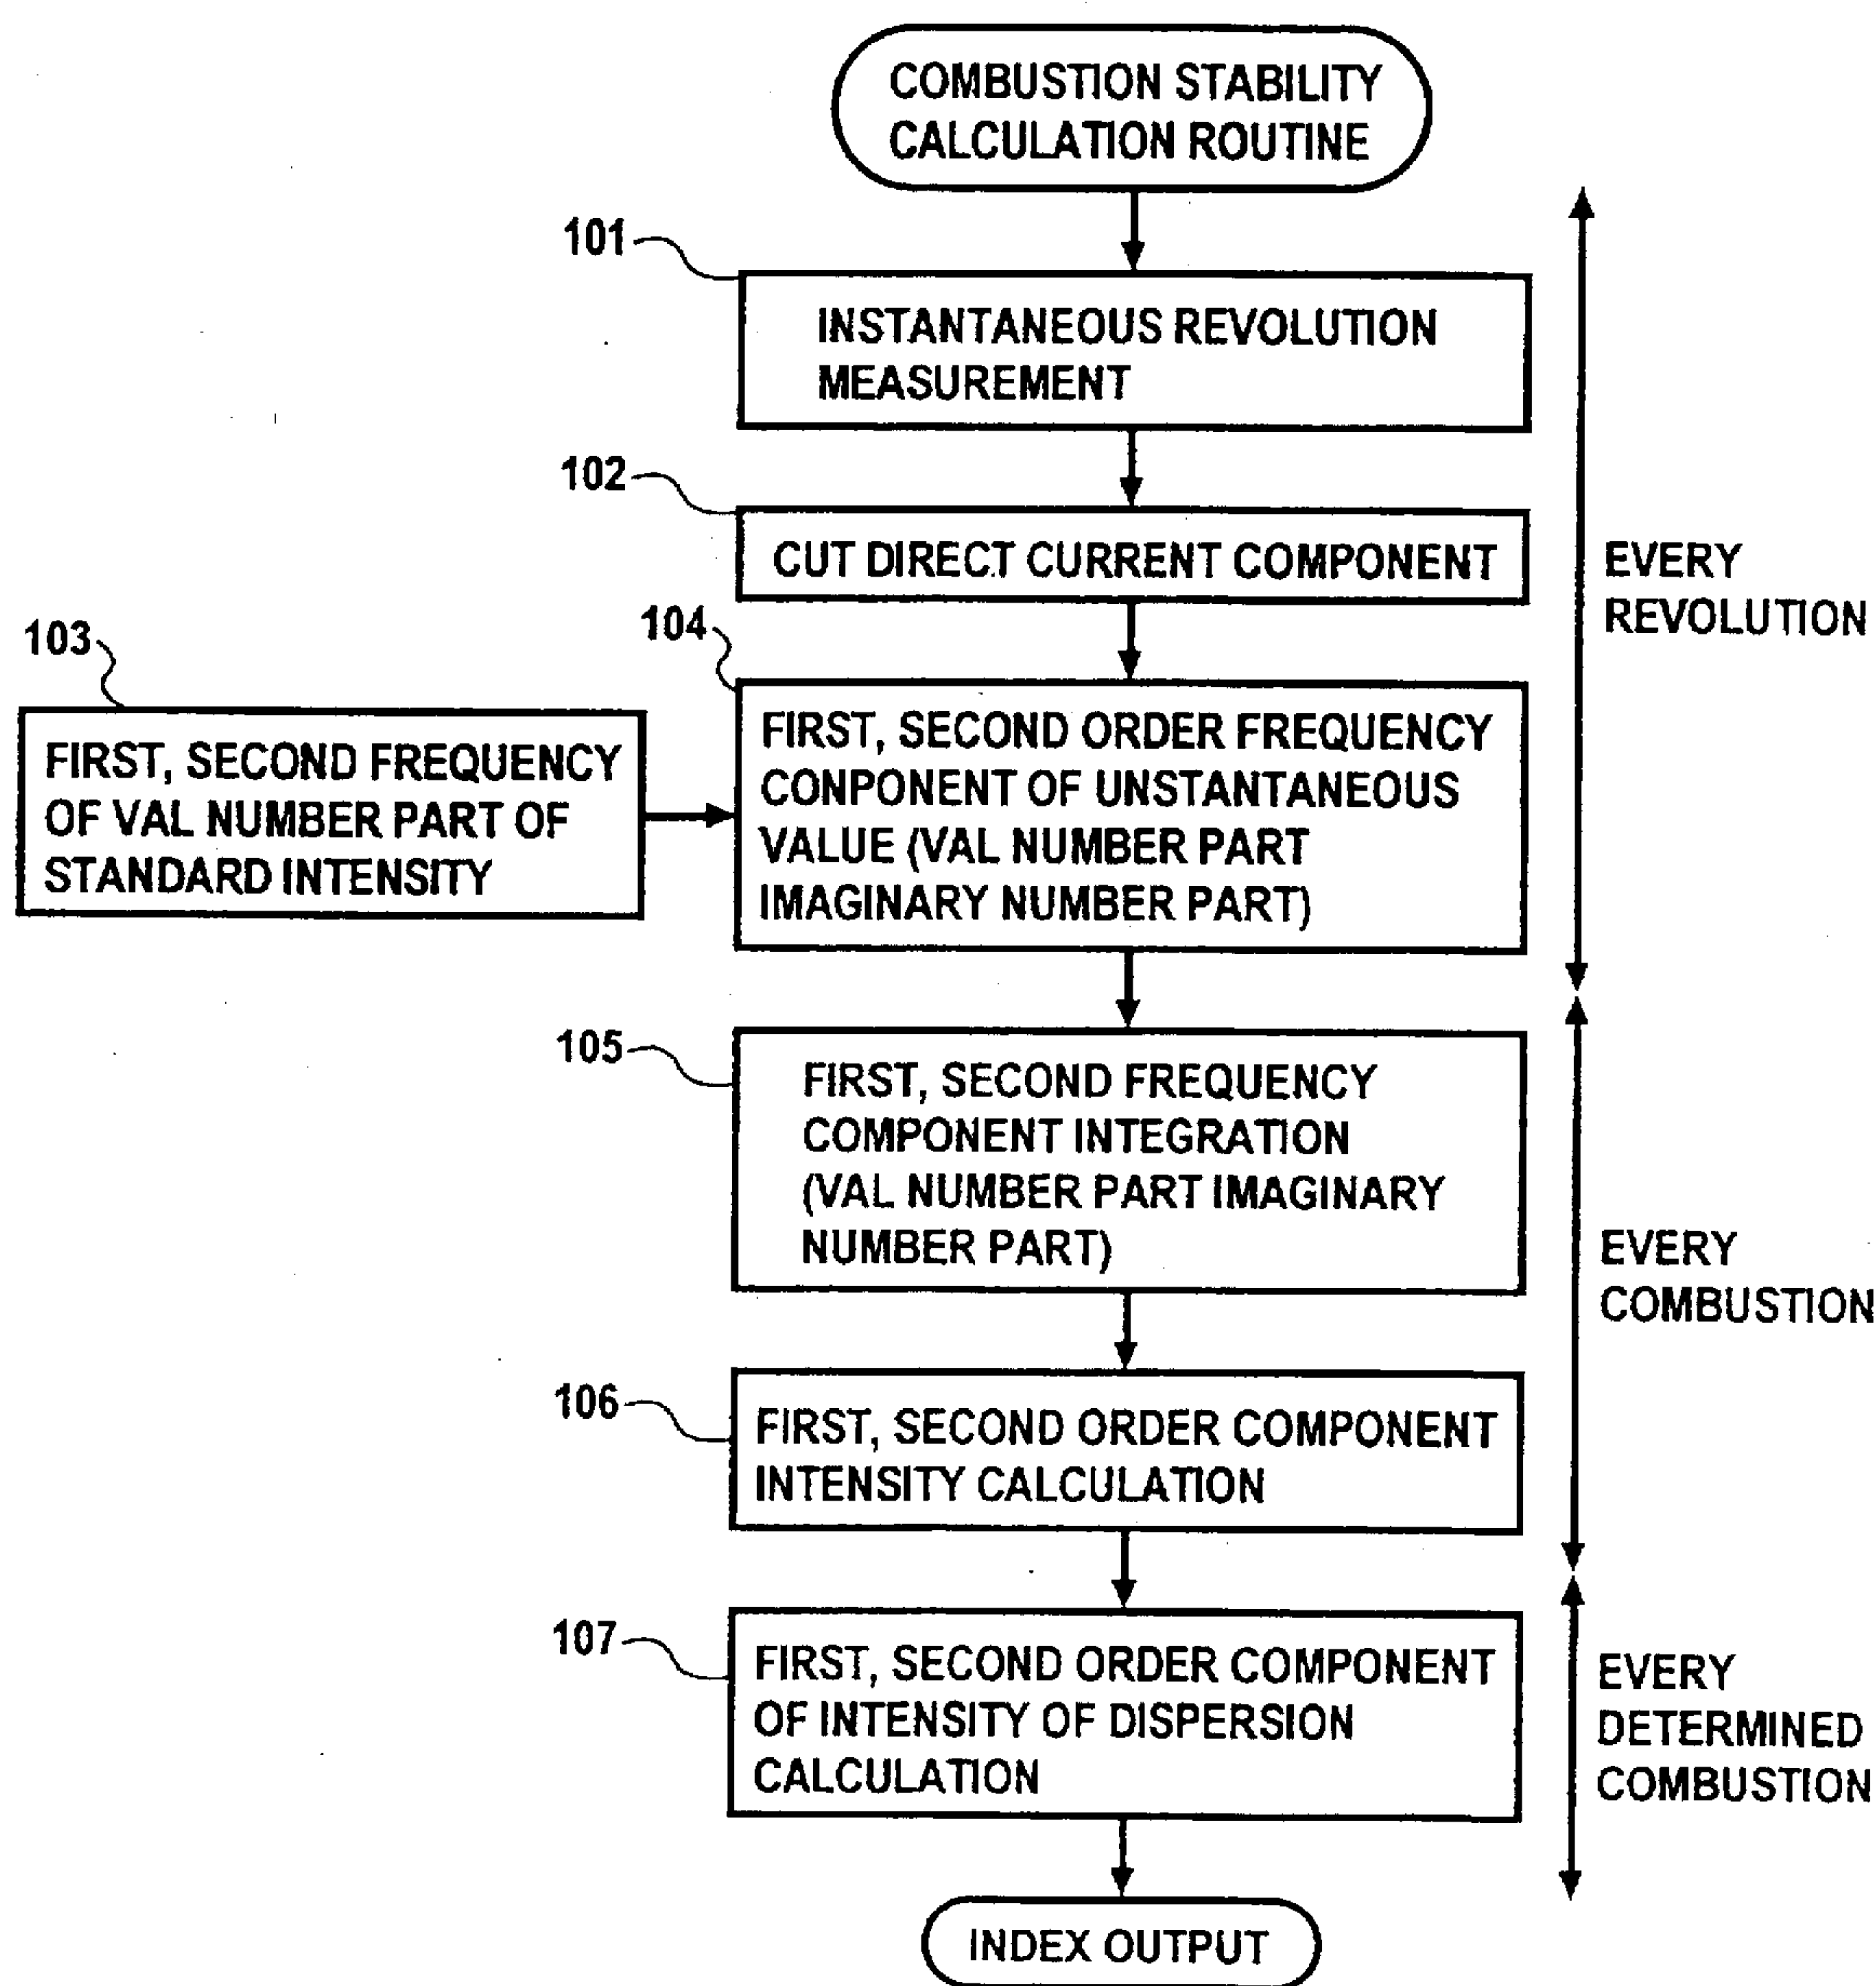 COMBUSTION STABILITY
CALCULATION ROUTINE
101
INSTANTANEOUS REVOLUTION
MEASUREMENT
102
CUT DIRECT CURRENT COMPONENT
EVERY
REVOLUTION
103
FIRST, SECOND FREQUENCY
OF VAL NUMBER PART OF
STANDARD INTENSITY
104
FIRST, SECOND ORDER FREQUENCY
CONPONENT OF UNSTANTANEOUS
VALUE (VAL NUMBER PART
IMAGINARY NUMBER PART)
105
FIRST, SECOND FREQUENCY
COMPONENT INTEGRATION
(VAL NUMBER PART IMAGINARY
NUMBER PART)
EVERY
COMBUSTION
106
FIRST, SECOND ORDER COMPONENT
INTENSITY CALCULATION
107
FIRST, SECOND ORDER COMPONENT
OF INTENSITY OF DISPERSION
CALCULATION
EVERY
DETERMINED
COMBUSTION
INDEX OUTPUT